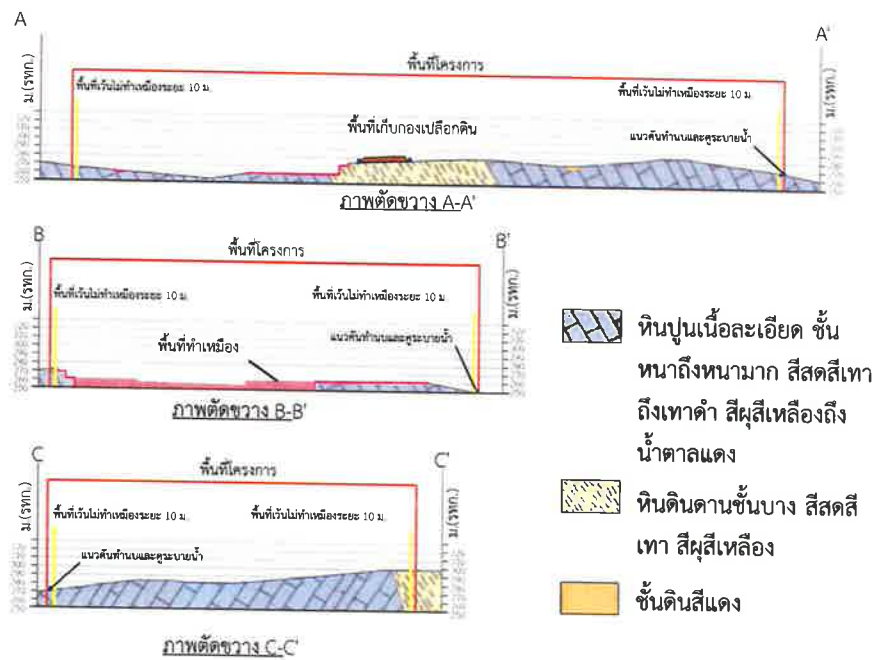 A
A'
พื้นที่โครงการ
ม.(รทก.)
ม.(รทก.)
พื้นที่เว้นไม่ทำเหมืองระยะ 10 ม.
พื้นที่เว้นไม่ทำเหมืองระยะ 10 ม.
พื้นที่เก็บกองเปลือกดิน
แนวคันทำนบและคูระบายน้ำ
ภาพตัดขวาง A-A'
B
B'
พื้นที่โครงการ
ม.(รทก.)
ม.(รทก.)
พื้นที่เว้นไม่ทำเหมืองระยะ 10 ม.
พื้นที่เว้นไม่ทำเหมืองระยะ 10 ม.
พื้นที่ทำเหมือง
แนวคันทำนบและคูระบายน้ำ
ภาพตัดขวาง B-B'
C
C'
พื้นที่โครงการ
ม.(รทก.)
ม.(รทก.)
พื้นที่เว้นไม่ทำเหมืองระยะ 10 ม.
พื้นที่เว้นไม่ทำเหมืองระยะ 10 ม.
แนวคันทำนบและคูระบายน้ำ
ภาพตัดขวาง C-C'
หินปูนเนื้อละเอียด ชั้น
หนาถึงหนามาก สีสดสีเทา
ถึงเทาดำ สีผุสีเหลืองถึง
น้ำตาลแดง
หินดินดานชั้นบาง สีสดสี
เทา สีผุสีเหลือง
ชั้นดินสีแดง